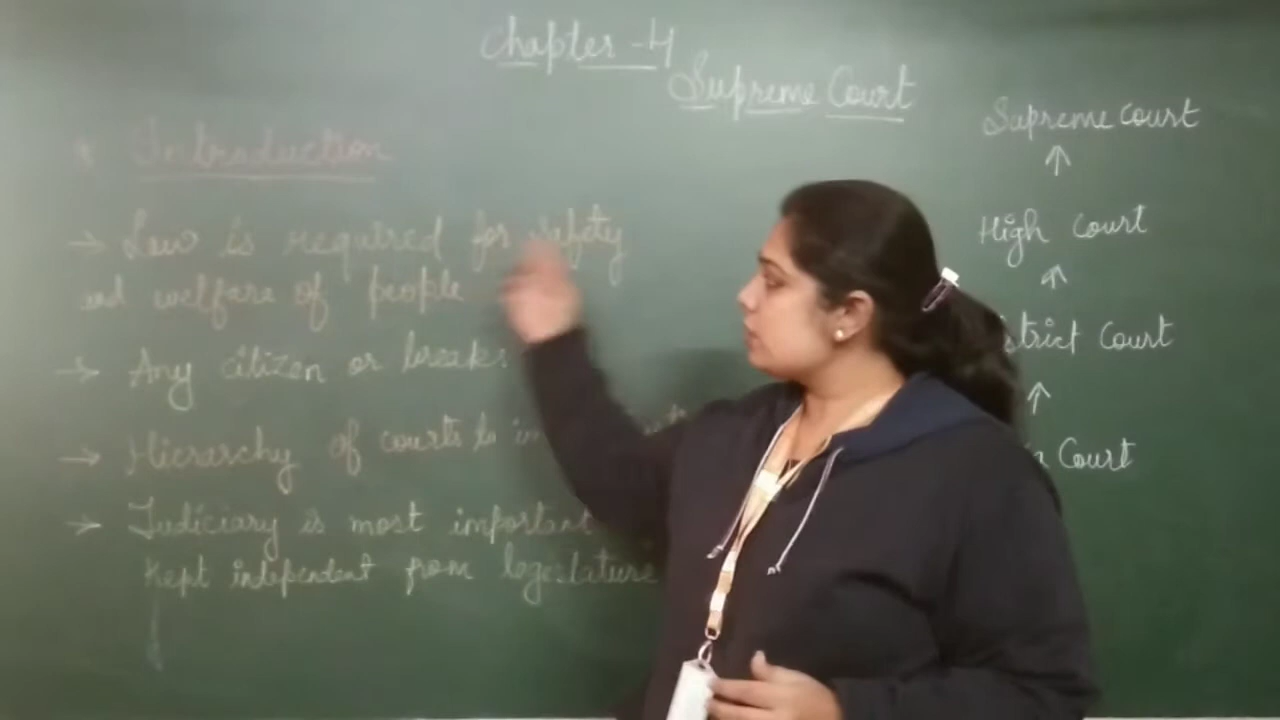 Chapter - 4
Supreme Court
* Introduction
→ Law is required for safety
and welfare of people
→ Any citizen or breaks
→ Hierarchy of courts
→ Judiciary is most important
kept independent from legislature
Supreme court
↑
High court
↑
strict Court
↑
Court